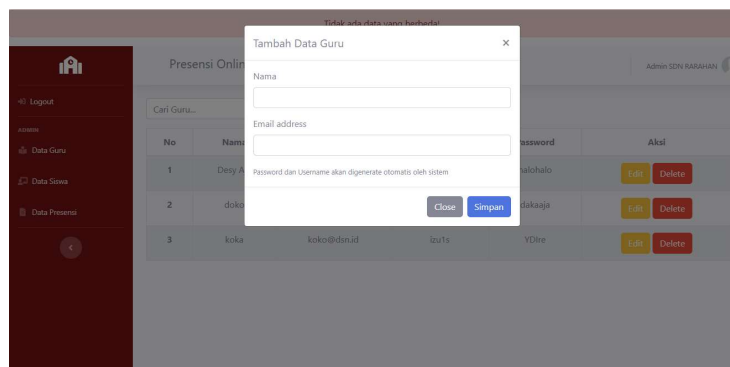 Tidak ada data yang berbeda!
Tambah Data Guru ×
Presensi Onlin
Admin SDN RARAHAN
Nama
Logout
Cari Guru...
Email address
ADMIN
Data Guru
No Nama assword Aksi
Password dan Username akan digenerate otomatis oleh sistem
1 Desy A halohalo Edit Delete
Data Siswa
Close Simpan
2 doko dakaaja Edit Delete
Data Presensi
3 koka koko@dsn.id izu1s YDIre Edit Delete